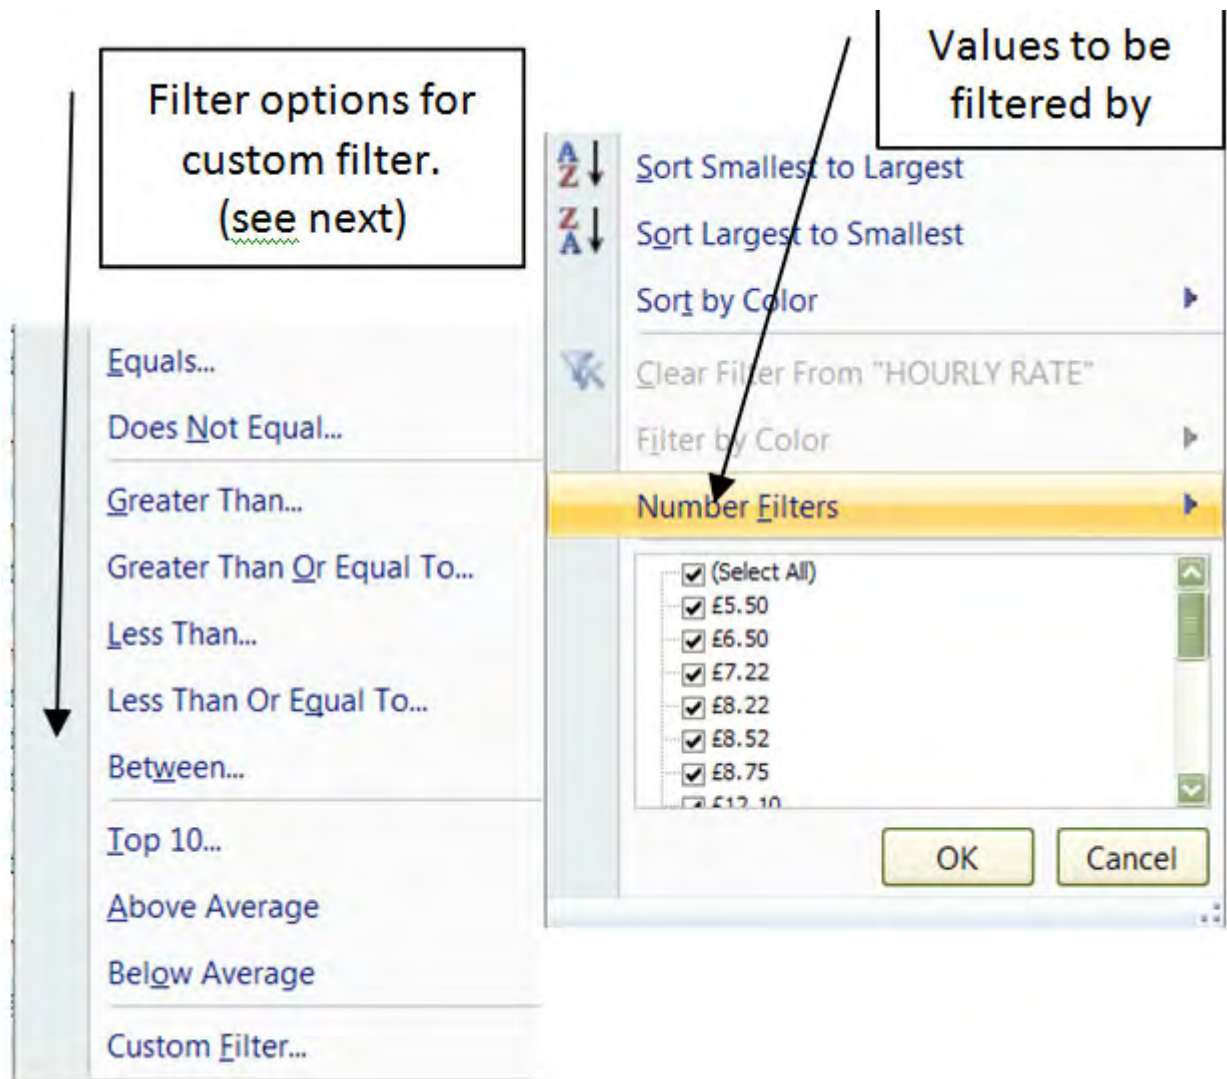 Filter options for
custom filter.
(see next)
Values to be
filtered by
Equals...
Does Not Equal...
Greater Than...
Greater Than Or Equal To...
Less Than...
Less Than Or Equal To...
Between...
Top 10...
Above Average
Below Average
Custom Filter...
A
Z
Sort Smallest to Largest
Z
A
Sort Largest to Smallest
Sort by Color
Clear Filter From "HOURLY RATE"
Filter by Color
Number Filters
(Select All)
£5.50
£6.50
£7.22
£8.22
£8.52
£8.75
£12.10
OK
Cancel